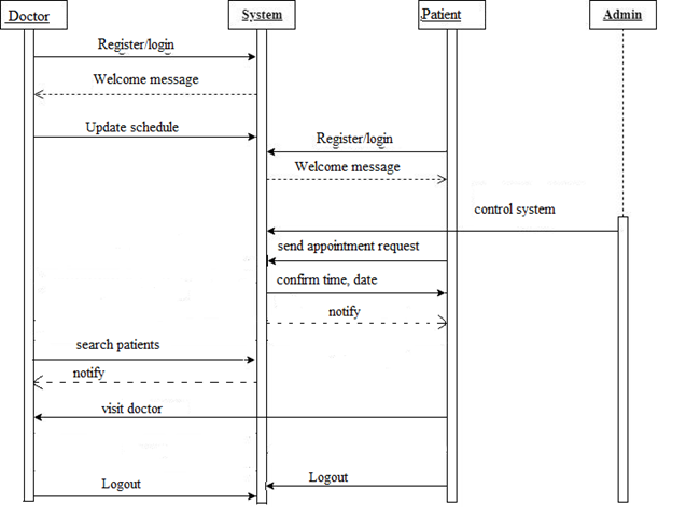 Doctor
System
Patient
Admin
Register/login
Welcome message
Update schedule
Register/login
Welcome message
control system
send appointment request
confirm time, date
notify
search patients
notify
visit doctor
Logout
Logout